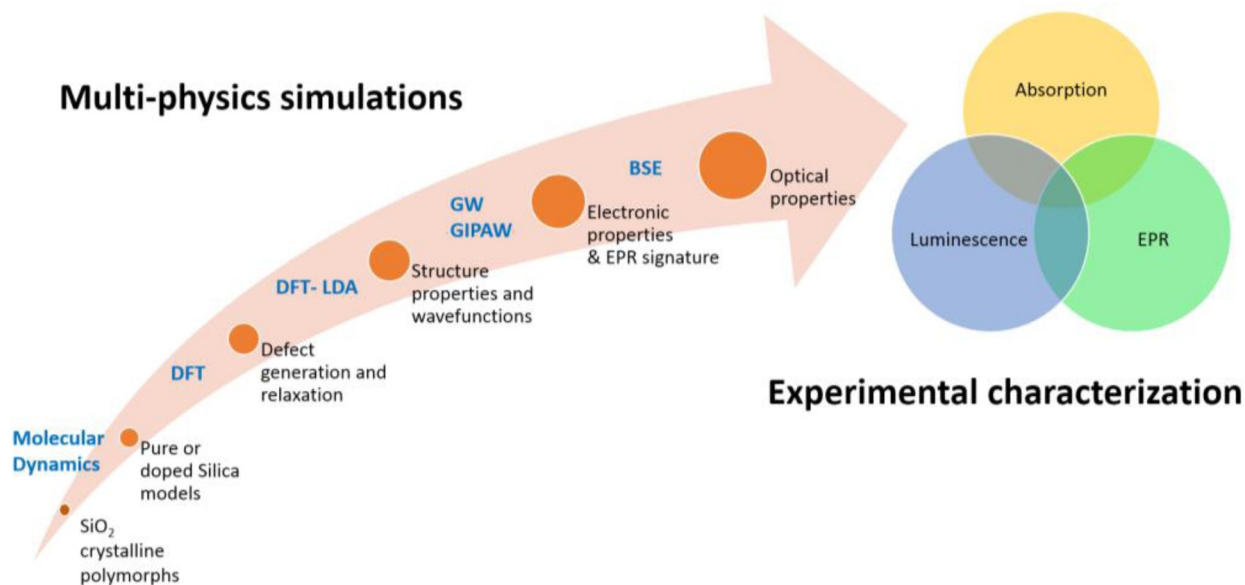 Multi-physics simulations
Molecular
Dynamics
SiO₂
crystalline
polymorphs
DFT
Pure or
doped Silica
models
DFT- LDA
Defect
generation and
relaxation
GW
GIPAW
Structure
properties and
wavefunctions
BSE
Electronic
properties
& EPR signature
Optical
properties
Absorption
Luminescence
EPR
Experimental characterization